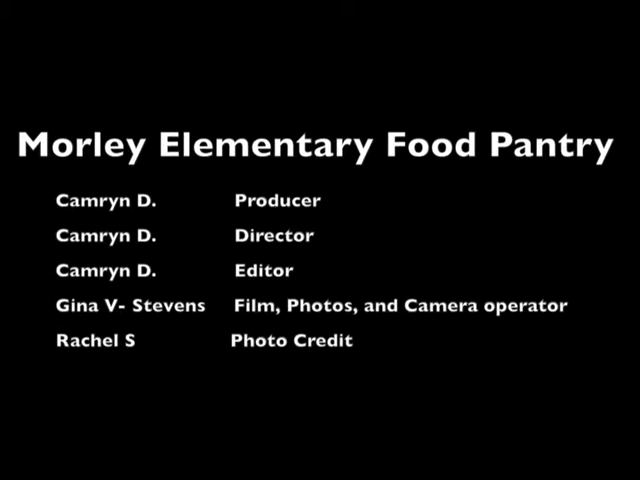 Morley Elementary Food Pantry
Camryn D. Producer
Camryn D. Director
Camryn D. Editor
Gina V- Stevens Film, Photos, and Camera operator
Rachel S Photo Credit